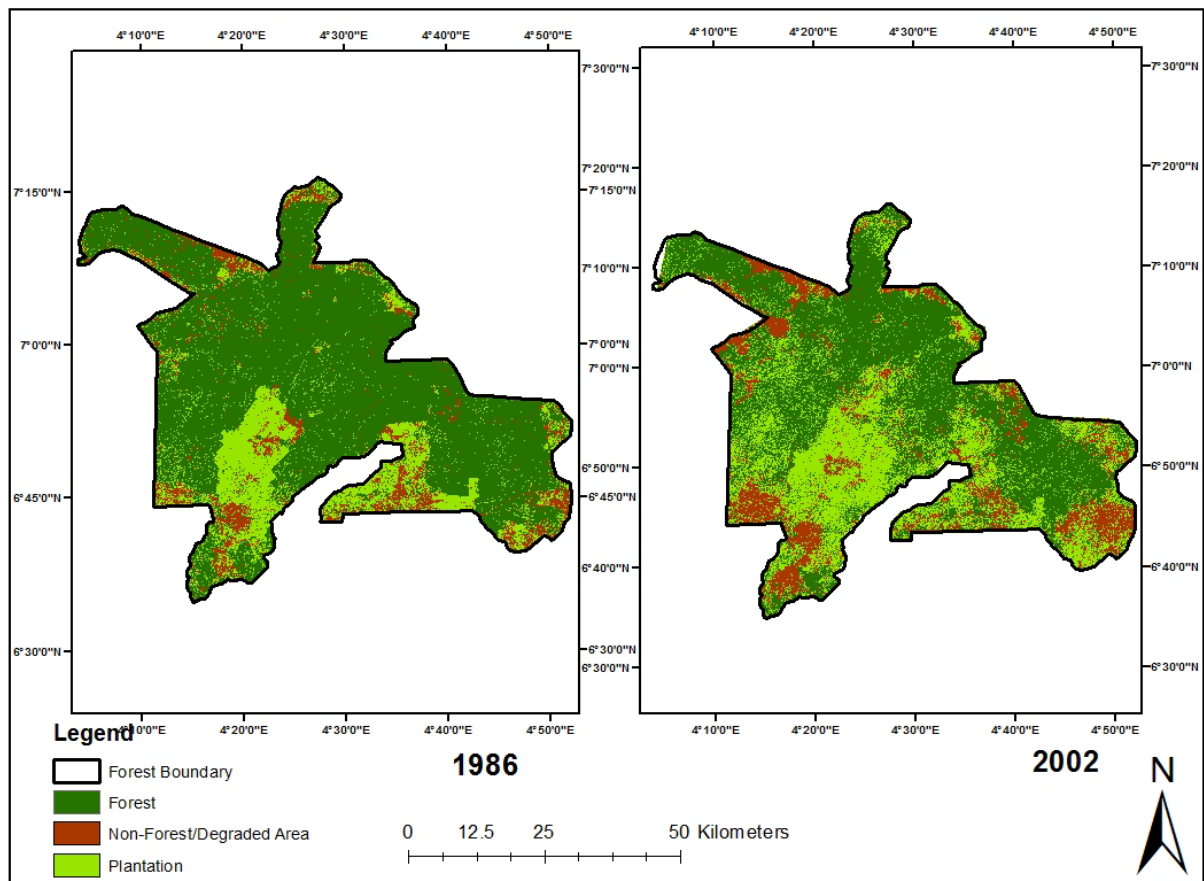 4°10'0"E 4°20'0"E 4°30'0"E 4°40'0"E 4°50'0"E
4°10'0"E 4°20'0"E 4°30'0"E 4°40'0"E 4°50'0"E
7°15'0"N
7°0'0"N
6°45'0"N
6°30'0"N
7°30'0"N
7°20'0"N
7°15'0"N
7°10'0"N
7°0'0"N
7°0'0"N
6°50'0"N
6°45'0"N
6°40'0"N
6°30'0"N
6°30'0"N
7°30'0"N
7°20'0"N
7°10'0"N
7°0'0"N
6°50'0"N
6°40'0"N
6°30'0"N
4°10'0"E 4°20'0"E 4°30'0"E 4°40'0"E 4°50'0"E
4°10'0"E 4°20'0"E 4°30'0"E 4°40'0"E 4°50'0"E
1986
2002
Legend
Forest Boundary
Forest
Non-Forest/Degraded Area
Plantation
0 12.5 25 50 Kilometers
N